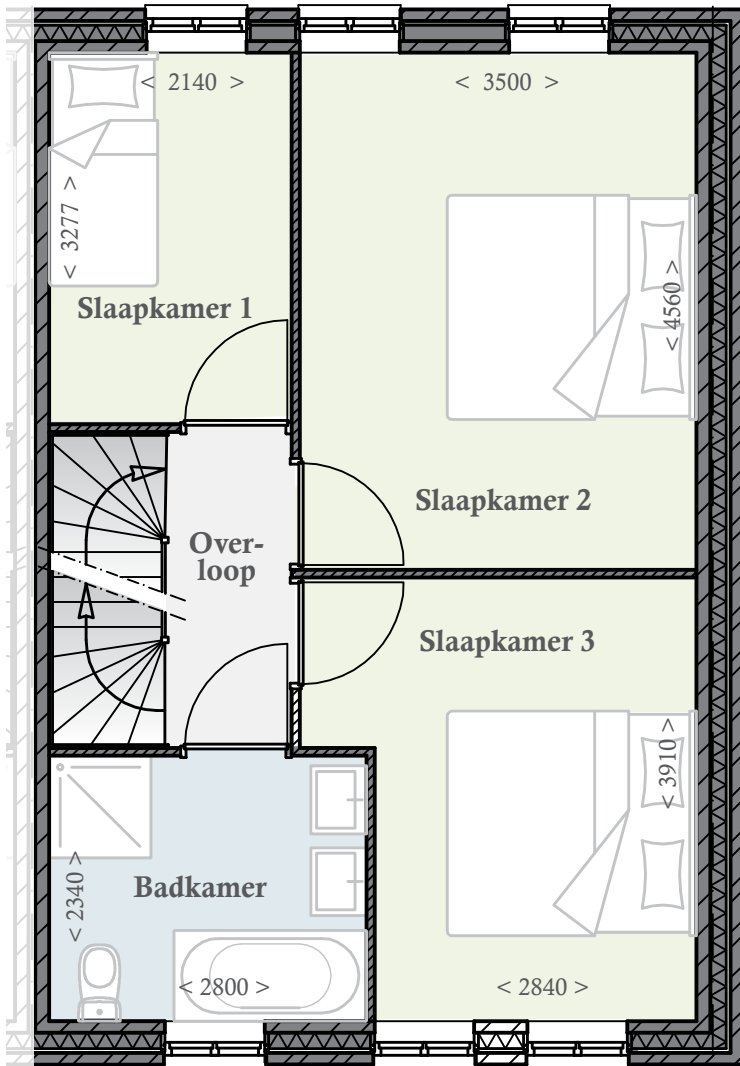 < 2140 >
< 3500 >
< 3277 >
Slaapkamer 1
< 4560 >
Slaapkamer 2
Over-
loop
Slaapkamer 3
< 3910 >
< 2340 >
Badkamer
< 2800 >
< 2840 >